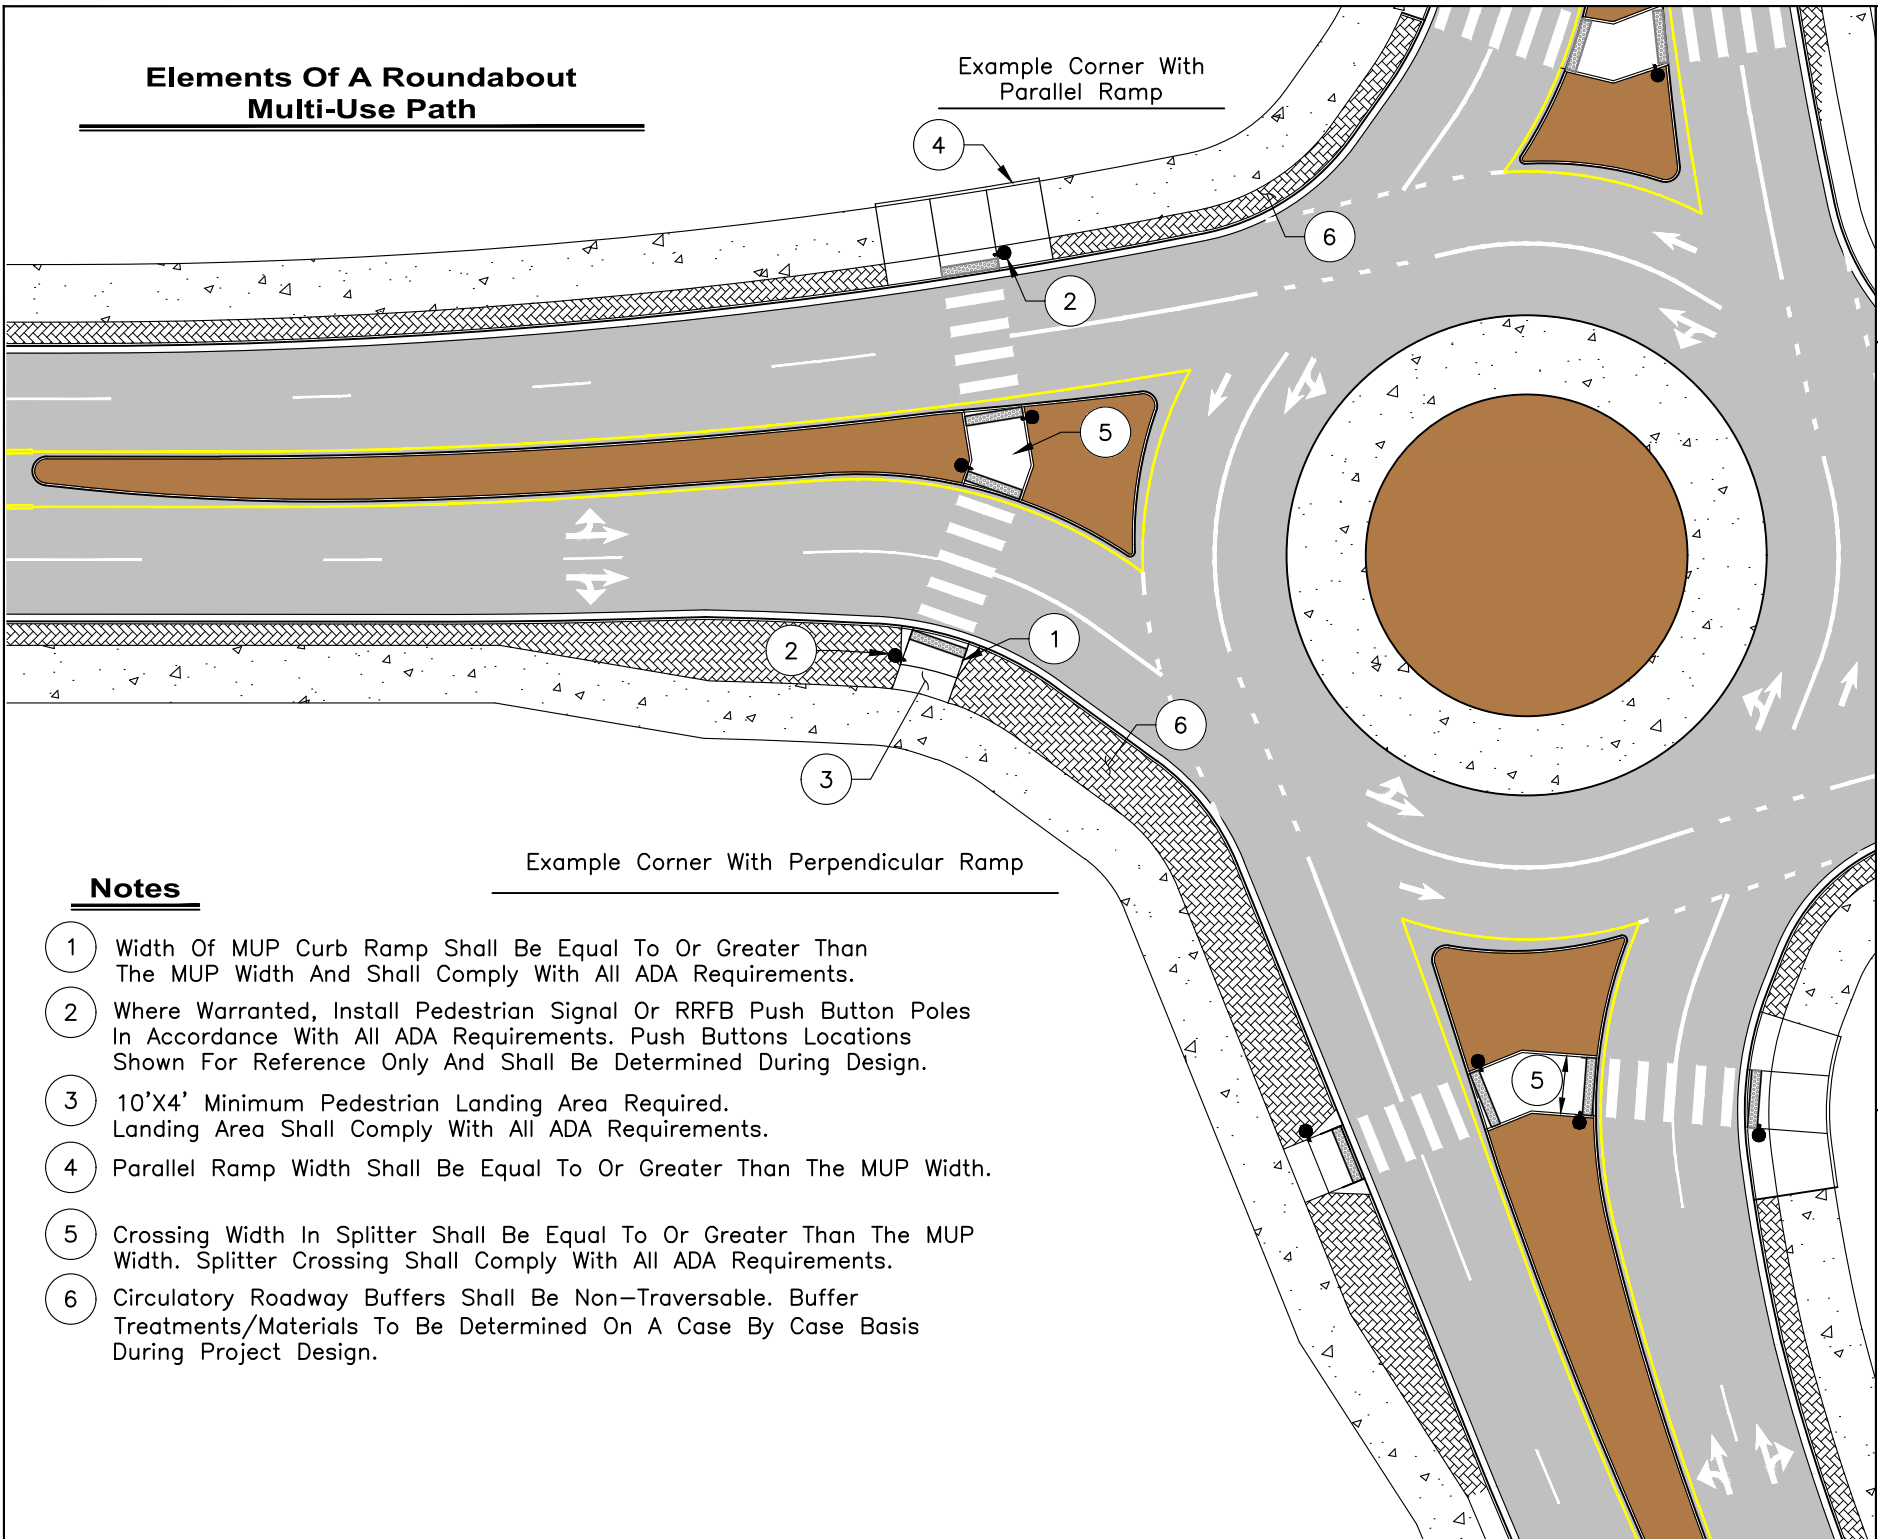 Elements Of A Roundabout
Multi-Use Path
Example Corner With
Parallel Ramp
4
6
2
5
2
1
6
3
5
Example Corner With Perpendicular Ramp
Notes
1 Width Of MUP Curb Ramp Shall Be Equal To Or Greater Than
The MUP Width And Shall Comply With All ADA Requirements.
2 Where Warranted, Install Pedestrian Signal Or RRFB Push Button Poles
In Accordance With All ADA Requirements. Push Buttons Locations
Shown For Reference Only And Shall Be Determined During Design.
3 10'X4' Minimum Pedestrian Landing Area Required.
Landing Area Shall Comply With All ADA Requirements.
4 Parallel Ramp Width Shall Be Equal To Or Greater Than The MUP Width.
5 Crossing Width In Splitter Shall Be Equal To Or Greater Than The MUP
Width. Splitter Crossing Shall Comply With All ADA Requirements.
6 Circulatory Roadway Buffers Shall Be Non-Traversable. Buffer
Treatments/Materials To Be Determined On A Case By Case Basis
During Project Design.